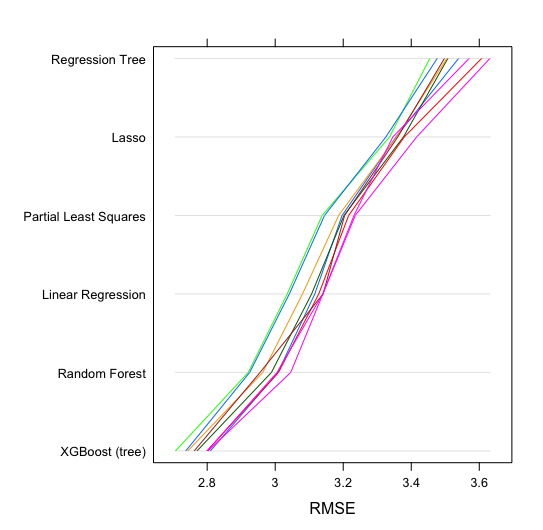 Regression Tree
Lasso
Partial Least Squares
Linear Regression
Random Forest
XGBoost (tree)
2.8 3 3.2 3.4 3.6
RMSE